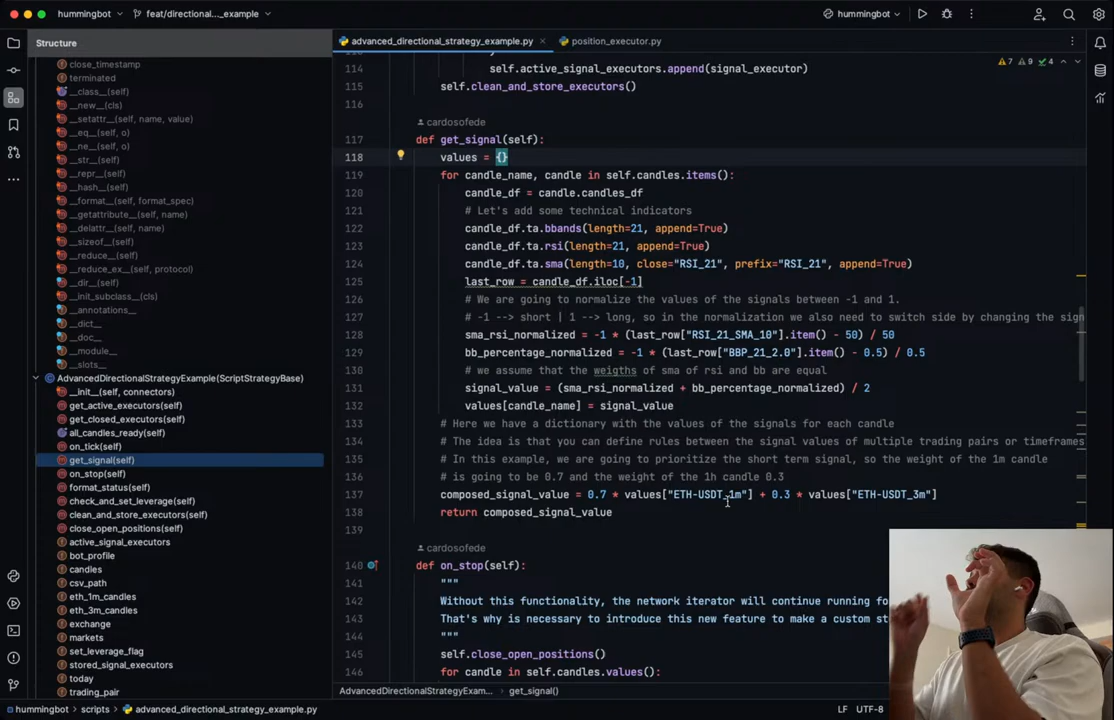 hummingbot
feat/directional..._example
hummingbot
Structure
close_timestamp
terminated
__class__(self)
__new__(cls)
__setattr__(self, name, value)
__eq__(self, o)
__ne__(self, o)
__str__(self)
__repr__(self)
__hash__(self)
__format__(self, format_spec)
__getattribute__(self, name)
__delattr__(self, name)
__sizeof__(self)
__reduce__(self)
__reduce_ex__(self, protocol)
__dir__(self)
__init_subclass__(cls)
__annotations__
__dict__
__doc__
__module__
__slots__
AdvancedDirectionalStrategyExample(ScriptStrategyBase)
__init__(self, connectors)
get_active_executors(self)
get_closed_executors(self)
all_candles_ready(self)
on_tick(self)
get_signal(self)
on_stop(self)
format_status(self)
check_and_set_leverage(self)
clean_and_store_executors(self)
close_open_positions(self)
active_signal_executors
bot_profile
candles
csv_path
eth_1m_candles
eth_3m_candles
exchange
markets
set_leverage_flag
stored_signal_executors
today
trading_pair
advanced_directional_strategy_example.py
position_executor.py
7 9 4
114 self.active_signal_executors.append(signal_executor)
115 self.clean_and_store_executors()
116
cardosofede
117 def get_signal(self):
118 values = {}
119 for candle_name, candle in self.candles.items():
120 candle_df = candle.candles_df
121 # Let's add some technical indicators
122 candle_df.ta.bbands(length=21, append=True)
123 candle_df.ta.rsi(length=21, append=True)
124 candle_df.ta.sma(length=10, close="RSI_21", prefix="RSI_21", append=True)
125 last_row = candle_df.iloc[-1]
126 # We are going to normalize the values of the signals between -1 and 1.
127 # -1 --> short | 1 --> long, so in the normalization we also need to switch side by changing the sign
128 sma_rsi_normalized = -1 * (last_row["RSI_21_SMA_10"].item() - 50) / 50
129 bb_percentage_normalized = -1 * (last_row["BBP_21_2.0"].item() - 0.5) / 0.5
130 # we assume that the weigths of sma of rsi and bb are equal
131 signal_value = (sma_rsi_normalized + bb_percentage_normalized) / 2
132 values[candle_name] = signal_value
133 # Here we have a dictionary with the values of the signals for each candle
134 # The idea is that you can define rules between the signal values of multiple trading pairs or timeframes
135 # In this example, we are going to prioritize the short term signal, so the weight of the 1m candle
136 # is going to be 0.7 and the weight of the 1h candle 0.3
137 composed_signal_value = 0.7 * values["ETH-USDT_1m"] + 0.3 * values["ETH-USDT_3m"]
138 return composed_signal_value
139
cardosofede
140 def on_stop(self):
141 """
142 Without this functionality, the network iterator will continue running fo
143 That's why is necessary to introduce this new feature to make a custom st
144 """
145 self.close_open_positions()
146 for candle in self.candles.values():
AdvancedDirectionalStrategyExam... get_signal()
hummingbot scripts advanced_directional_strategy_example.py
LF UTF-8